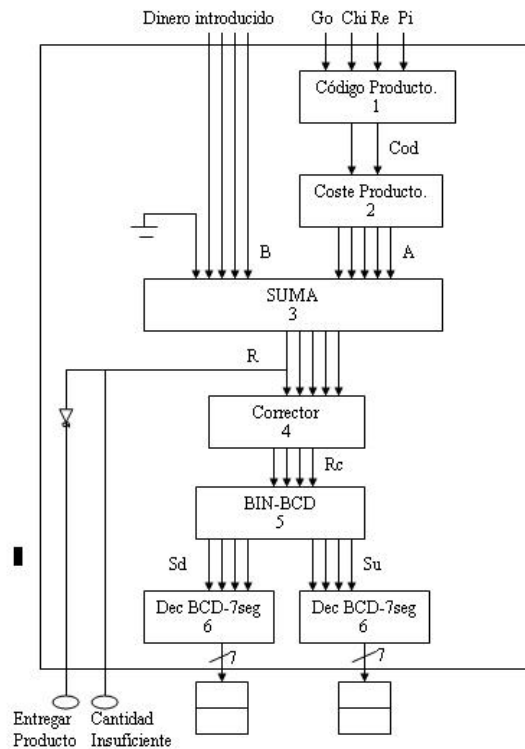 Dinero introducido
Go Chi Re Pi
Código Producto.
1
Cod
Coste Producto.
2
B
A
SUMA
3
R
Corrector
4
Rc
BIN-BCD
5
Sd
Su
Dec BCD-7seg
6
Dec BCD-7seg
6
7
7
Entregar
Producto
Cantidad
Insuficiente